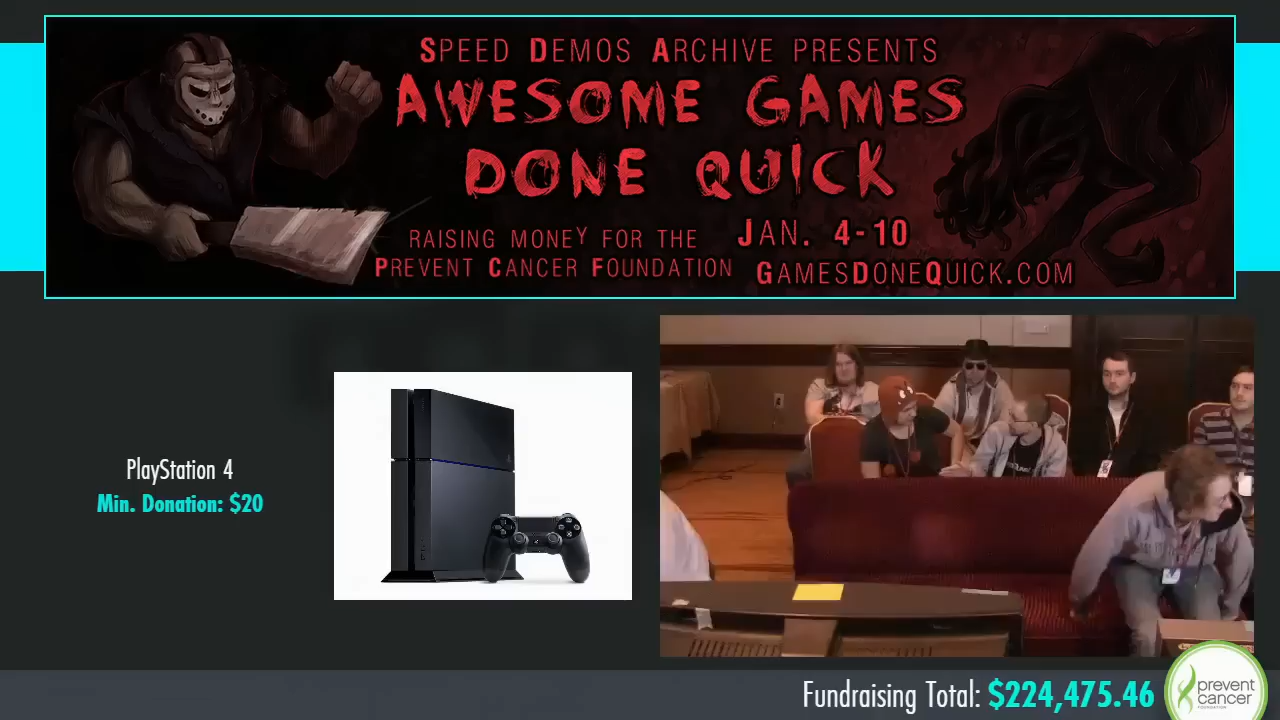 SPEED DEMOS ARCHIVE PRESENTS
AWESOME GAMES
DONE QUICK
RAISING MONEY FOR THE
PREVENT CANCER FOUNDATION
JAN. 4-10
GAMESDONEQUICK.COM
PlayStation 4
Min. Donation: $20
Fundraising Total: $224,475.46
prevent
cancer
FOUNDATION